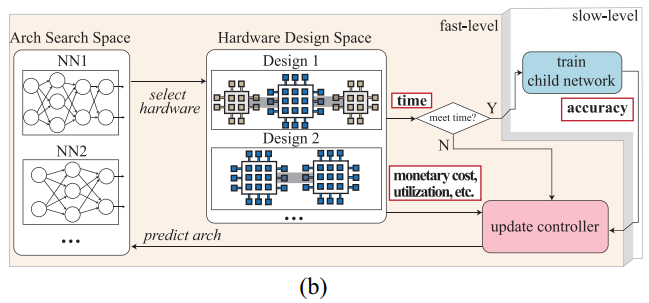 fast-level
slow-level
Arch Search Space
Hardware Design Space
NN1
NN2
...
select
hardware
Design 1
Design 2
...
time
meet time?
Y
N
train
child network
accuracy
monetary cost,
utilization, etc.
update controller
predict arch
(b)